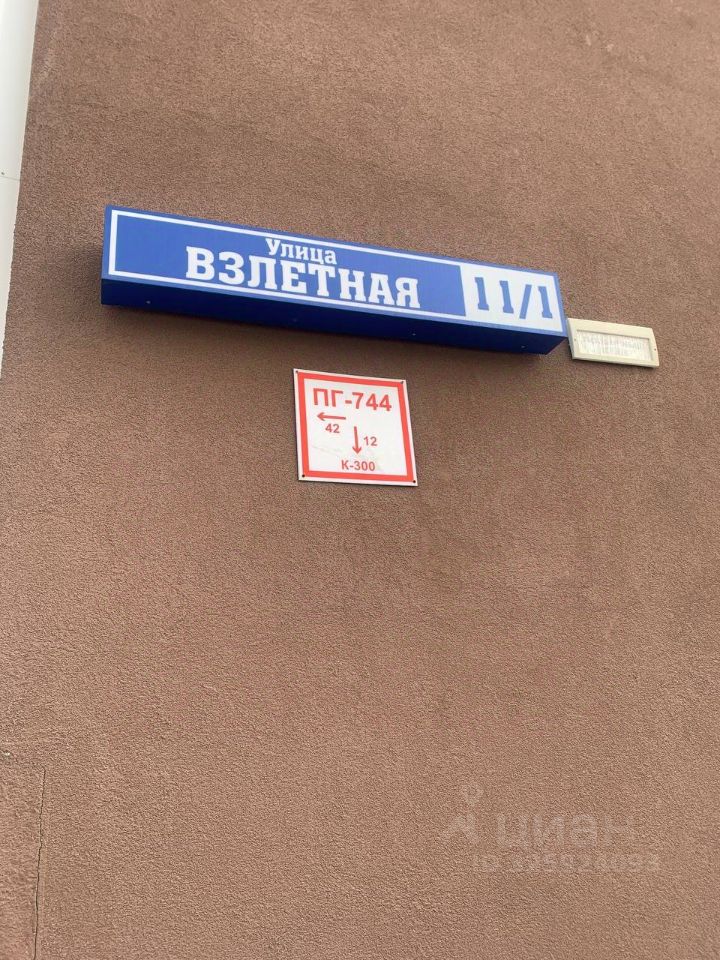 Улица
ВЗЛЕТНАЯ
11/1
ПГ-744
42
12
К-300
циан